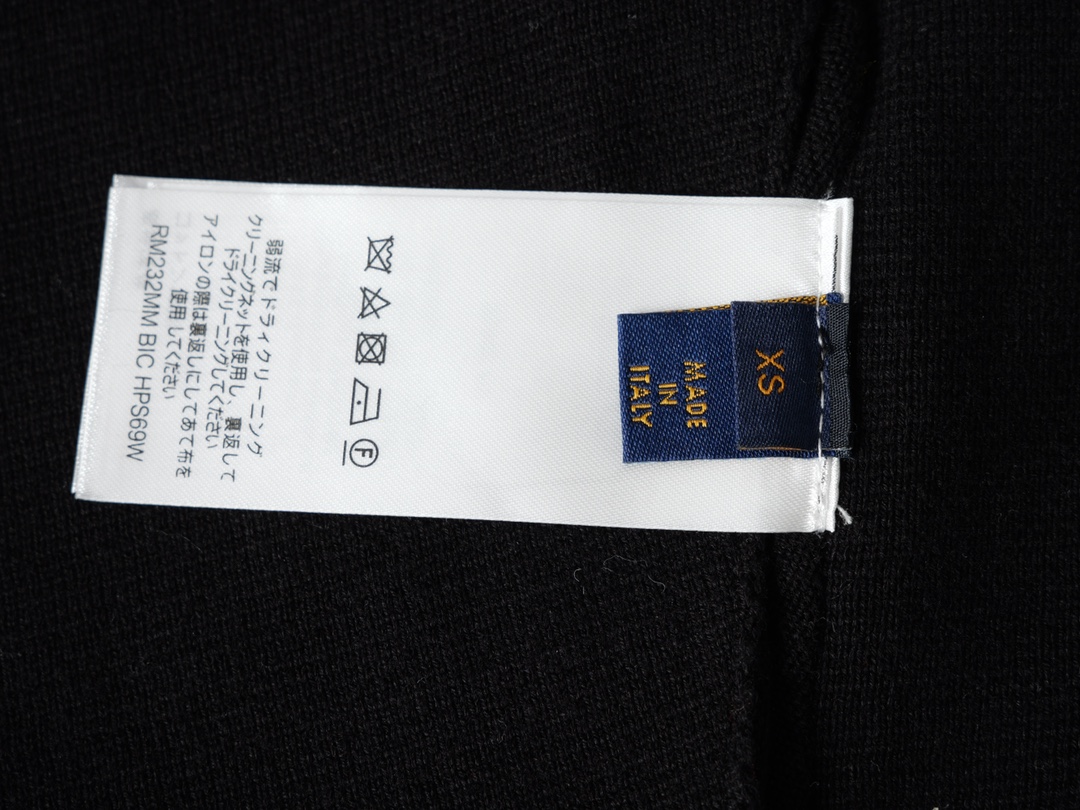 XS
MADE
IN
ITALY
F
弱流で ドライ クリーニング
クリーニングネットを使用し、裏返して
ドライクリーニングしてください
アイロンの際は裏返しにしてあて布を
使用 してください
RM232MM BIC HPS69W